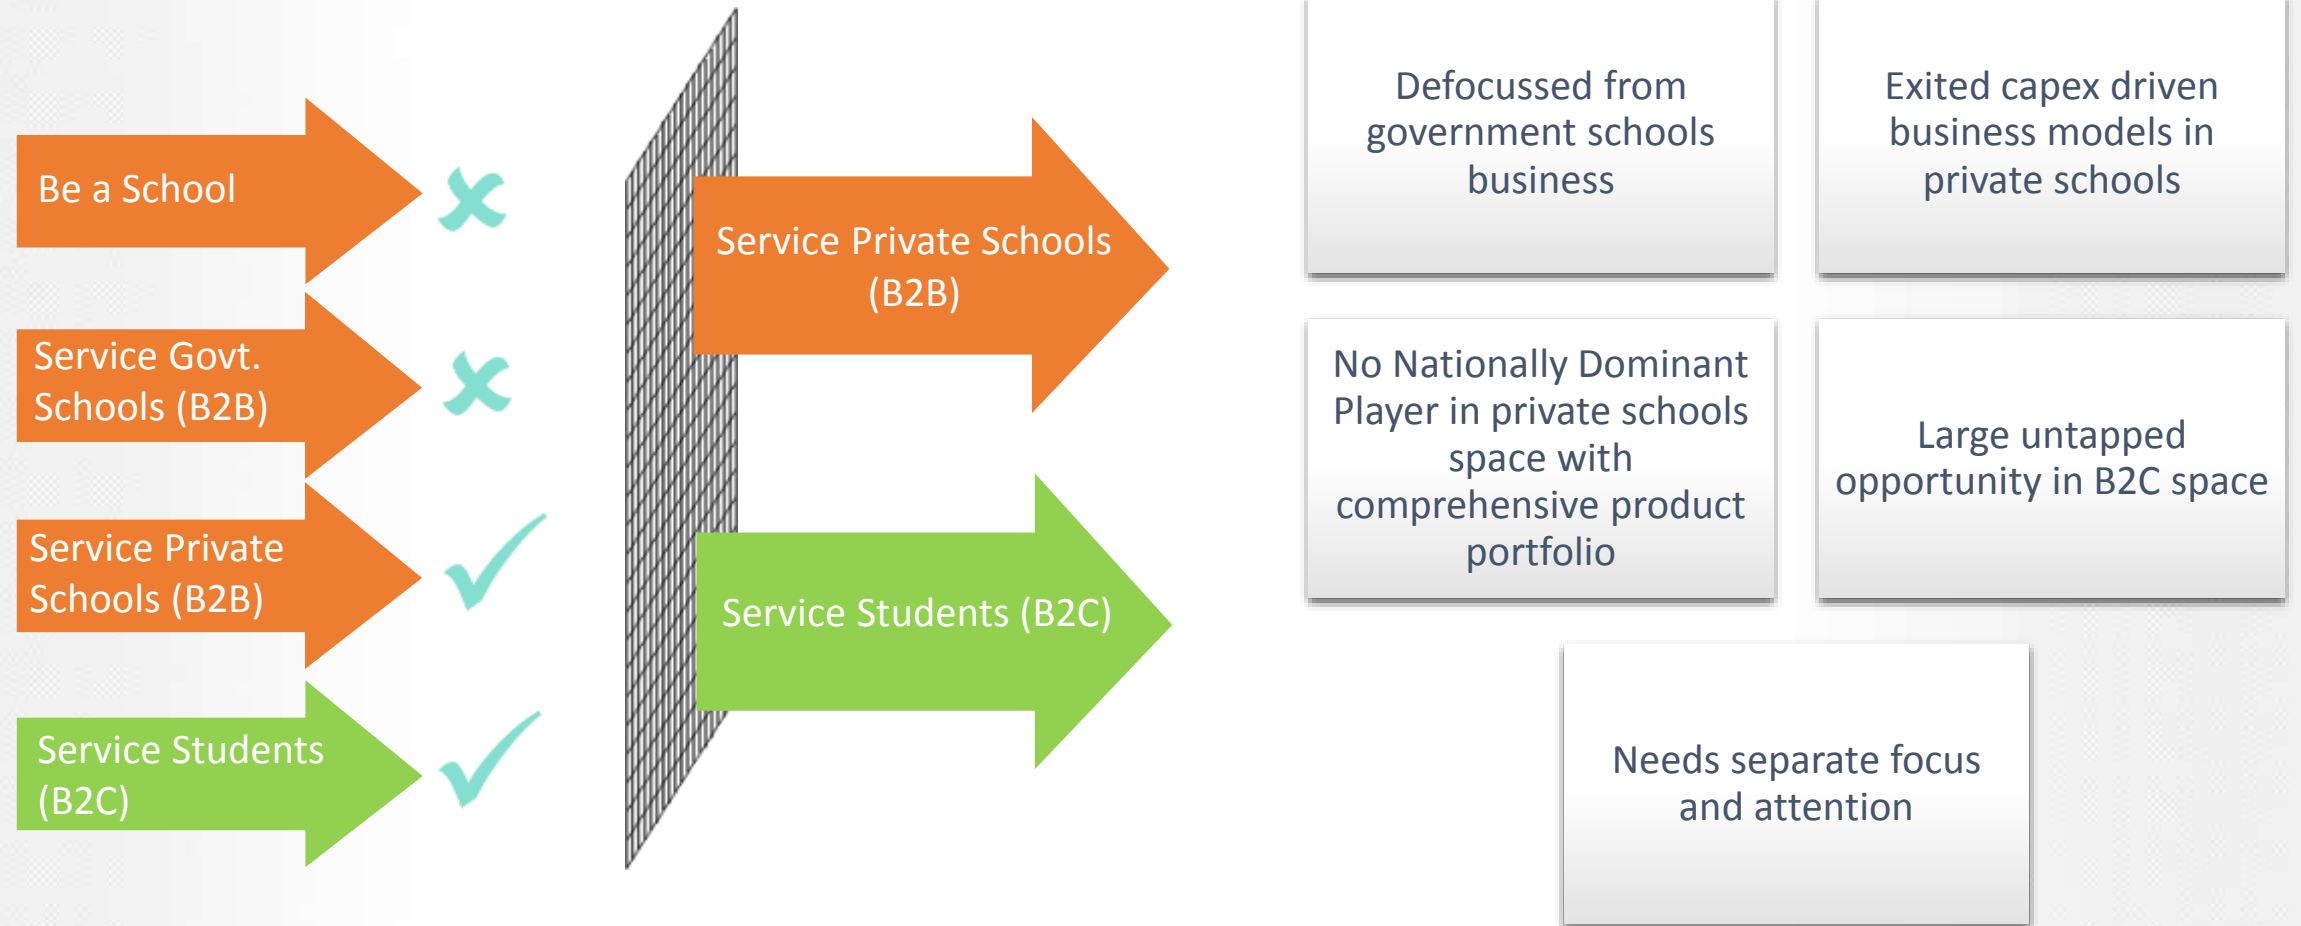 Be a School
Service Govt.
Schools (B2B)
Service Private
Schools (B2B)
Service Students
(B2C)
Service Private Schools
(B2B)
Service Students (B2C)
Defocussed from
government schools
business
Exited capex driven
business models in
private schools
No Nationally Dominant
Player in private schools
space with
comprehensive product
portfolio
Large untapped
opportunity in B2C space
Needs separate focus
and attention